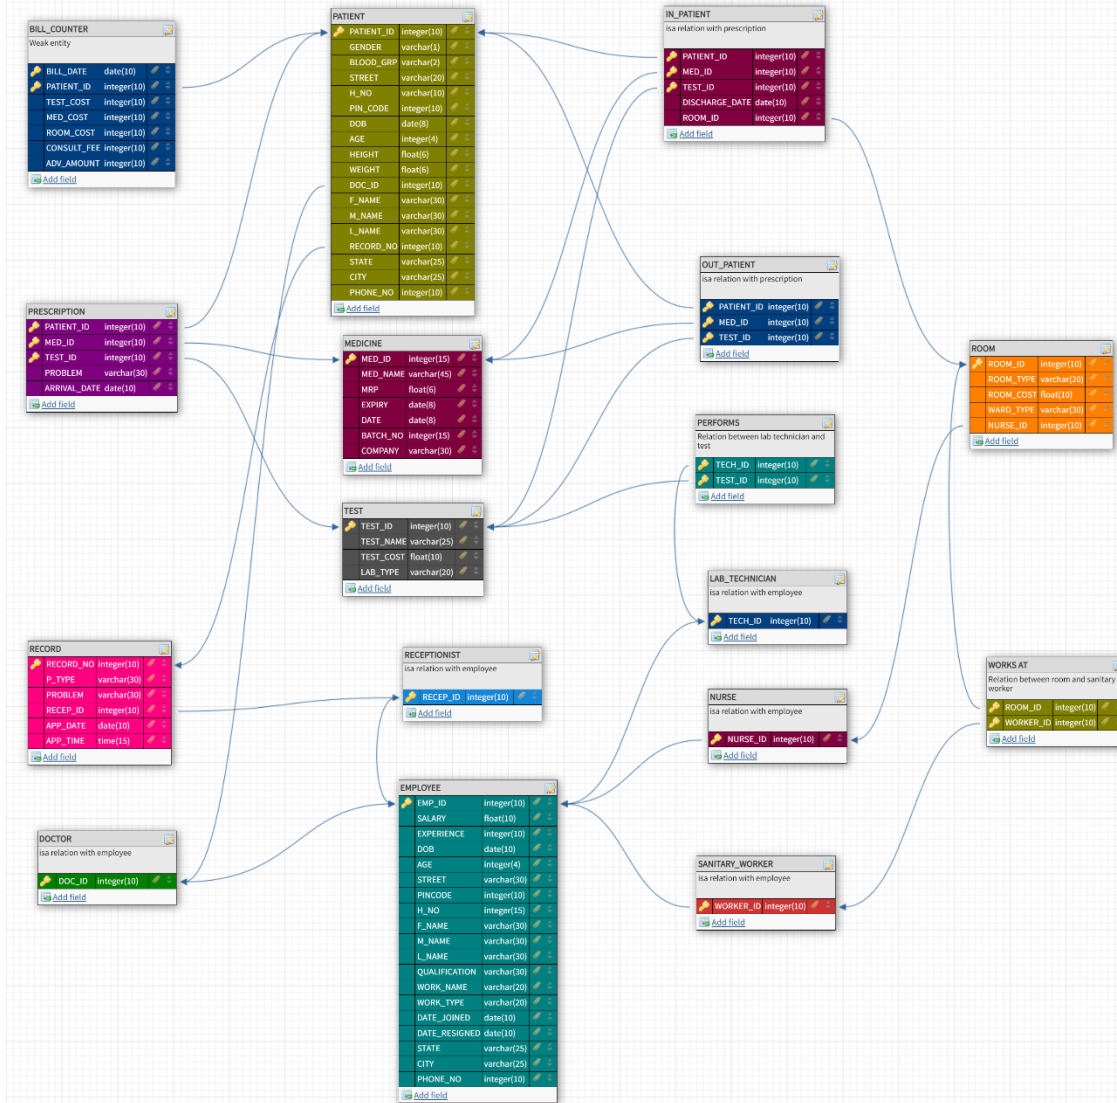 BILL_COUNTER
Weak entity
BILL_DATE date(10)
PATIENT_ID integer(10)
TEST_COST integer(10)
MED_COST integer(10)
ROOM_COST integer(10)
CONSULT_FEE integer(10)
ADV_AMOUNT integer(10)
Add field
PATIENT
PATIENT_ID integer(10)
GENDER varchar(1)
BLOOD_GRP varchar(2)
STREET varchar(20)
H_NO varchar(10)
PIN_CODE integer(10)
DOB date(8)
AGE integer(4)
HEIGHT float(6)
WEIGHT float(6)
DOC_ID integer(10)
F_NAME varchar(30)
M_NAME varchar(30)
L_NAME varchar(30)
RECORD_NO integer(10)
STATE varchar(25)
CITY varchar(25)
PHONE_NO integer(10)
Add field
IN_PATIENT
isa relation with prescription
PATIENT_ID integer(10)
MED_ID integer(10)
TEST_ID integer(10)
DISCHARGE_DATE date(10)
ROOM_ID integer(10)
Add field
OUT_PATIENT
isa relation with prescription
PATIENT_ID integer(10)
MED_ID integer(10)
TEST_ID integer(10)
Add field
PRESCRIPTION
PATIENT_ID integer(10)
MED_ID integer(10)
TEST_ID integer(10)
PROBLEM varchar(30)
ARRIVAL_DATE date(10)
Add field
MEDICINE
MED_ID integer(15)
MED_NAME varchar(45)
MRP float(6)
EXPIRY date(8)
DATE date(8)
BATCH_NO integer(15)
COMPANY varchar(30)
Add field
ROOM
ROOM_ID integer(10)
ROOM_TYPE varchar(20)
ROOM_COST float(10)
WARD_TYPE varchar(30)
NURSE_ID integer(10)
Add field
PERFORMS
Relation between lab technician and
test
TECH_ID integer(10)
TEST_ID integer(10)
Add field
TEST
TEST_ID integer(10)
TEST_NAME varchar(25)
TEST_COST float(10)
LAB_TYPE varchar(20)
Add field
LAB_TECHNICIAN
isa relation with employee
TECH_ID integer(10)
Add field
RECORD
RECORD_NO integer(10)
P_TYPE varchar(30)
PROBLEM varchar(30)
RECEP_ID integer(10)
APP_DATE date(10)
APP_TIME time(15)
Add field
RECEPTIONIST
isa relation with employee
RECEP_ID integer(10)
Add field
NURSE
isa relation with employee
NURSE_ID integer(10)
Add field
WORKS AT
Relation between room and sanitary
worker
ROOM_ID integer(10)
WORKER_ID integer(10)
Add field
EMPLOYEE
EMP_ID integer(10)
SALARY float(10)
EXPERIENCE integer(10)
DOB date(10)
AGE integer(4)
STREET varchar(30)
PINCODE integer(10)
H_NO integer(15)
F_NAME varchar(30)
M_NAME varchar(30)
L_NAME varchar(30)
QUALIFICATION varchar(30)
WORK_NAME varchar(20)
WORK_TYPE varchar(20)
DATE_JOINED date(10)
DATE_RESIGNED date(10)
STATE varchar(25)
CITY varchar(25)
PHONE_NO integer(10)
Add field
DOCTOR
isa relation with employee
DOC_ID integer(10)
Add field
SANITARY_WORKER
isa relation with employee
WORKER_ID integer(10)
Add field